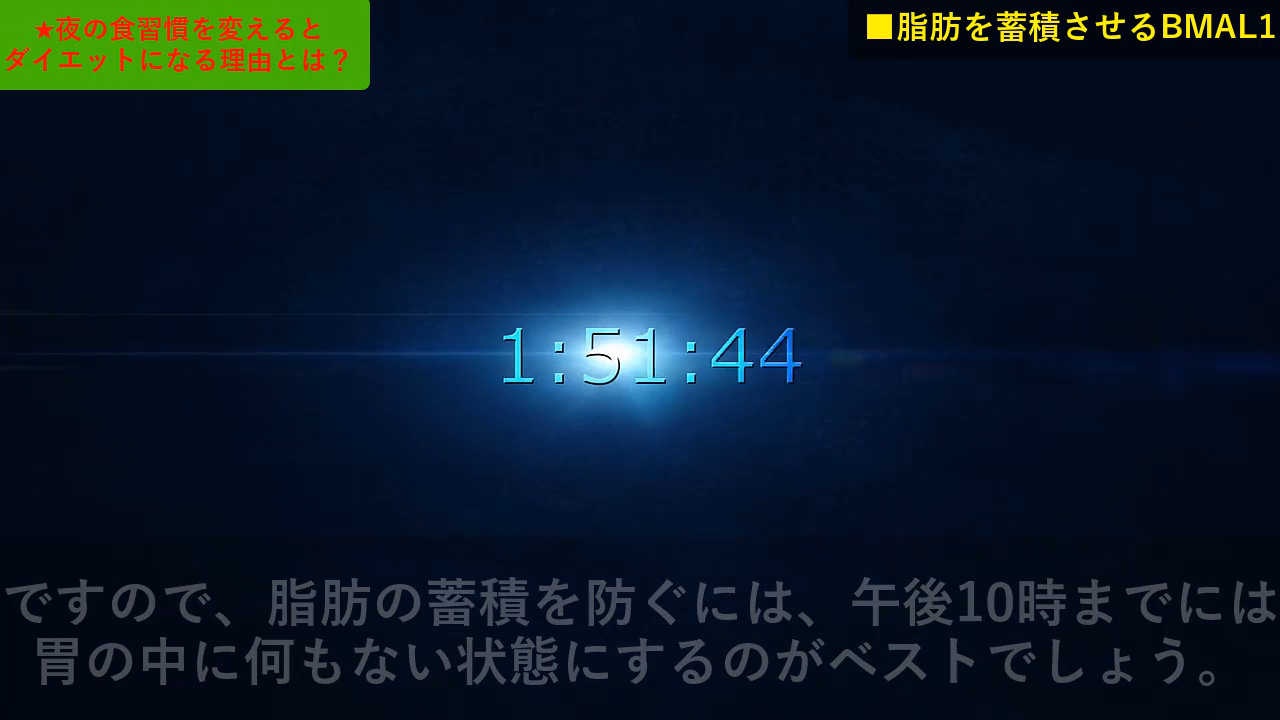 ★夜の食習慣を変えると
ダイエットになる理由とは？
■脂肪を蓄積させるBMAL1
1:51:44
ですので、脂肪の蓄積を防ぐには、午後10時までには
胃の中に何もない状態にするのがベストでしょう。